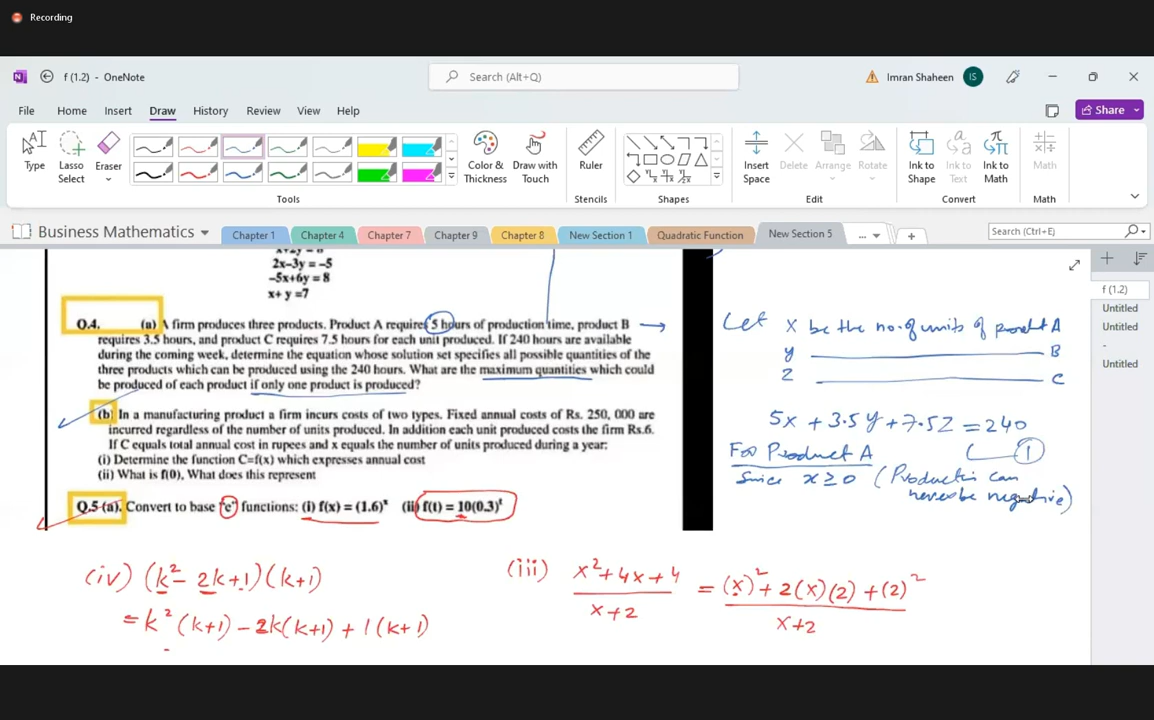 Recording
f (1.2) - OneNote
Search (Alt+Q)
Imran Shaheen
IS
File Home Insert Draw History Review View Help
Share
Type
Lasso Select
Eraser
Color & Thickness
Draw with Touch
Ruler
Insert Space
Delete
Arrange
Rotate
Ink to Shape
Ink to Text
Ink to Math
Math
Tools
Stencils
Shapes
Edit
Convert
Math
Business Mathematics
Chapter 1
Chapter 4
Chapter 7
Chapter 9
Chapter 8
New Section 1
Quadratic Function
New Section 5
...
Search (Ctrl+E)
f (1.2)
Untitled
Untitled
-
Untitled
2x-3y = -5
-5x+6y = 8
x+ y =7
Q.4. (a) A firm produces three products. Product A requires 5 hours of production time, product B
requires 3.5 hours, and product C requires 7.5 hours for each unit produced. If 240 hours are available
during the coming week, determine the equation whose solution set specifies all possible quantities of the
three products which can be produced using the 240 hours. What are the maximum quantities which could
be produced of each product if only one product is produced?
(b) In a manufacturing product a firm incurs costs of two types. Fixed annual costs of Rs. 250, 000 are
incurred regardless of the number of units produced. In addition each unit produced costs the firm Rs.6.
If C equals total annual cost in rupees and x equals the number of units produced during a year:
(i) Determine the function C=f(x) which expresses annual cost
(ii) What is f(0), What does this represent
Q.5 (a). Convert to base "e" functions: (i) f(x) = (1.6)ˣ (ii) f(t) = 10(0.3)ᵗ
Let x be the no. of units of product A
y B
z C
5x + 3.5y + 7.5z = 240
1
For Product A
Since x ≥ 0 (Production can
never be negative)
(iv) (k² - 2k + 1)(k+1)
= k²(k+1) - 2k(k+1) + 1(k+1)
(iii) x² + 4x + 4 / x+2 = (x)² + 2(x)(2) + (2)² / x+2